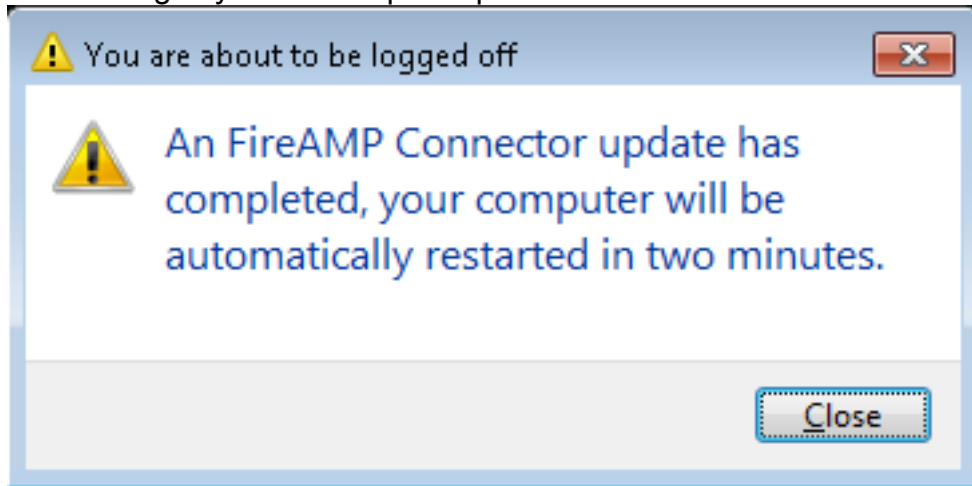 You are about to be logged off
An FireAMP Connector update has
completed, your computer will be
automatically restarted in two minutes.
Close